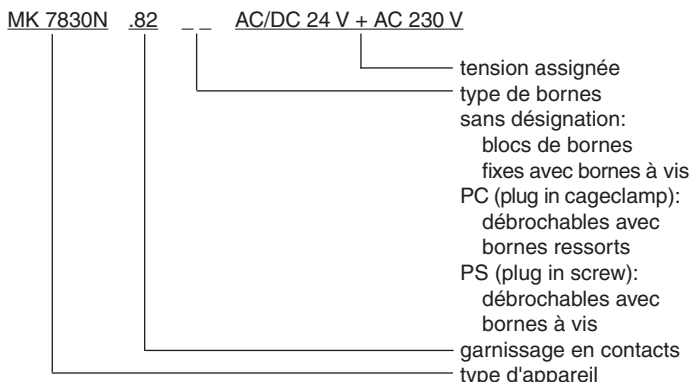 MK 7830N .82 _ _ AC/DC 24 V + AC 230 V
tension assignée
type de bornes
sans désignation:
blocs de bornes
fixes avec bornes à vis
PC (plug in cageclamp):
débrochables avec
bornes ressorts
PS (plug in screw):
débrochables avec
bornes à vis
garnissage en contacts
type d'appareil